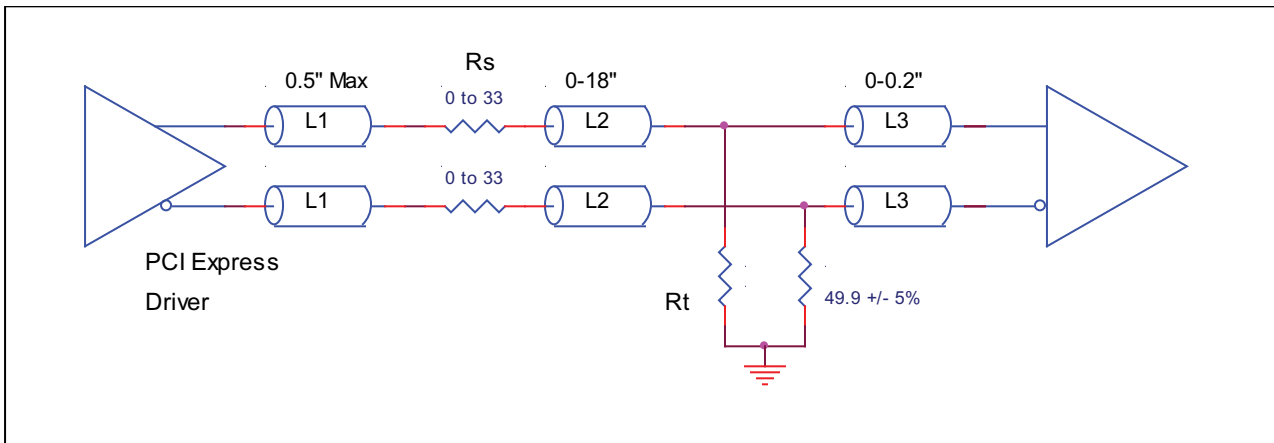 Rs
0.5" Max
0-18"
0-0.2"
0 to 33
L1
L2
L3
0 to 33
L1
L2
L3
PCI Express
Driver
Rt
49.9 +/- 5%